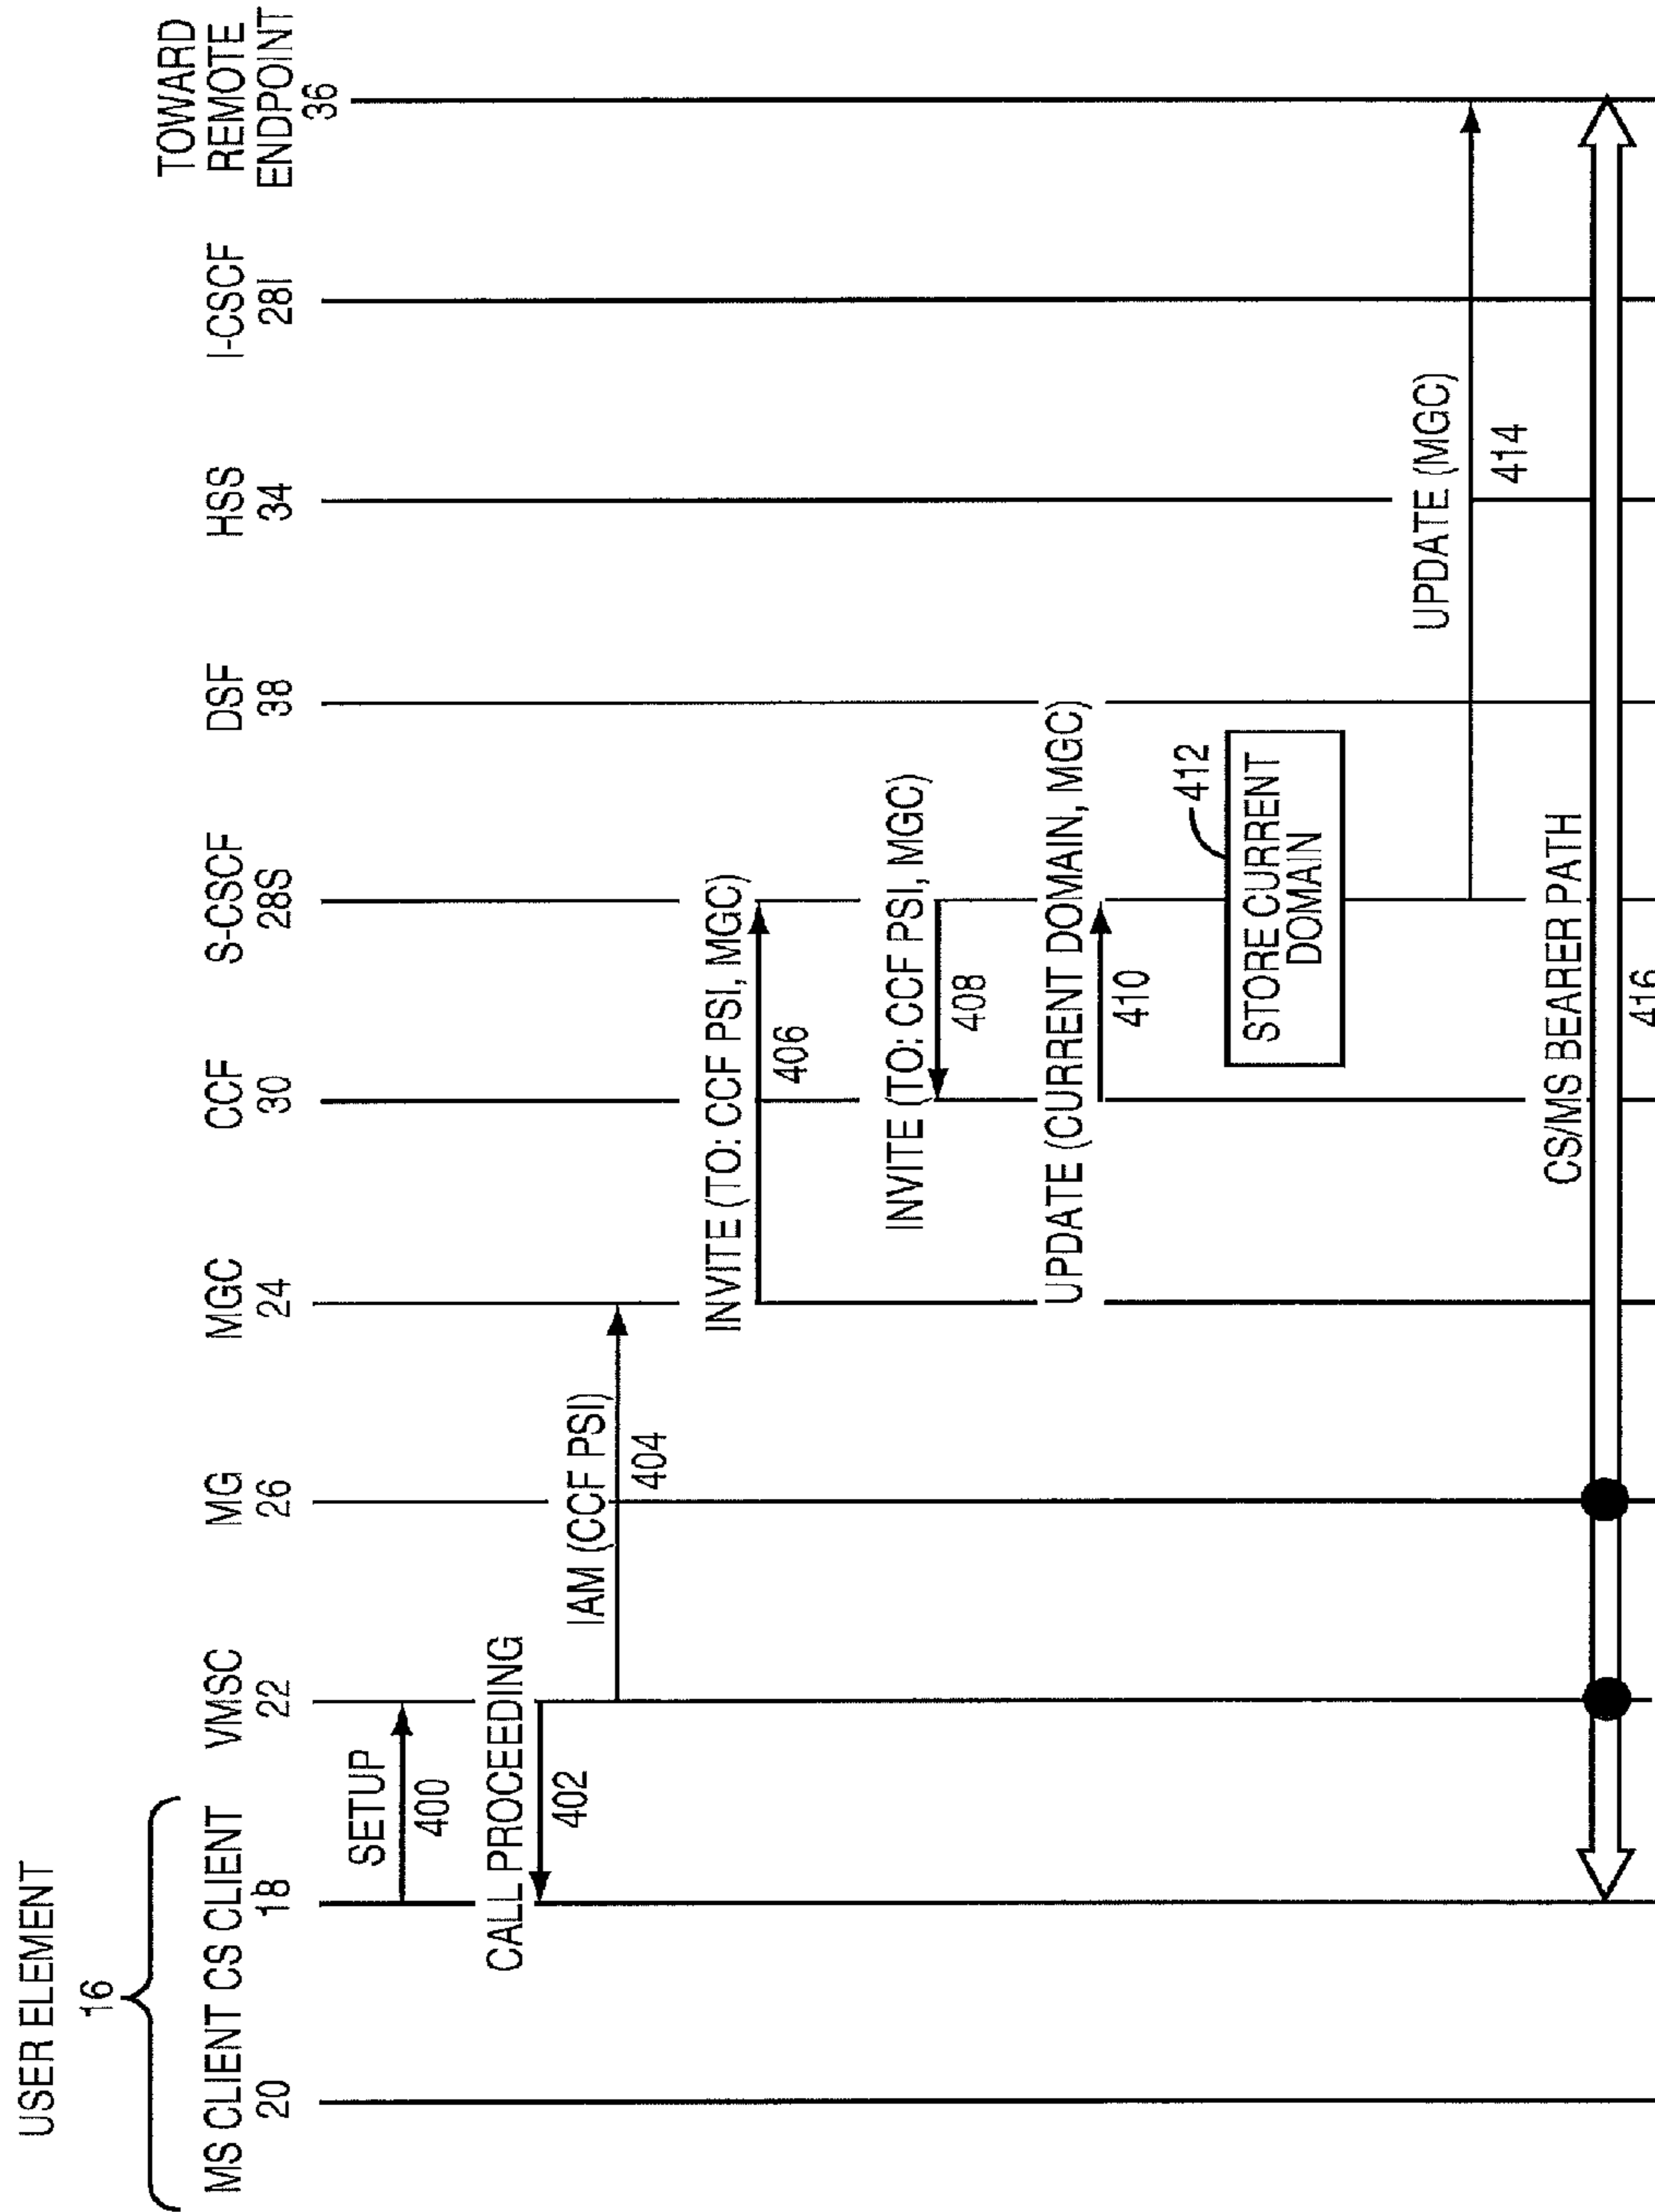 USER ELEMENT
16
MS CLIENT
20
CS CLIENT
18
VMSC
22
MG
26
MGC
24
CCF
30
S-CSCF
28S
DSF
38
HSS
34
I-CSCF
28I
TOWARD
REMOTE
ENDPOINT
36
SETUP
400
CALL PROCEEDING
402
IAM (CCF PSI)
404
INVITE (TO: CCF PSI, MGC)
406
INVITE (TO: CCF PSI, MGC)
408
UPDATE (CURRENT DOMAIN, MGC)
410
412
STORE CURRENT
DOMAIN
UPDATE (MGC)
414
CS/MS BEARER PATH
416